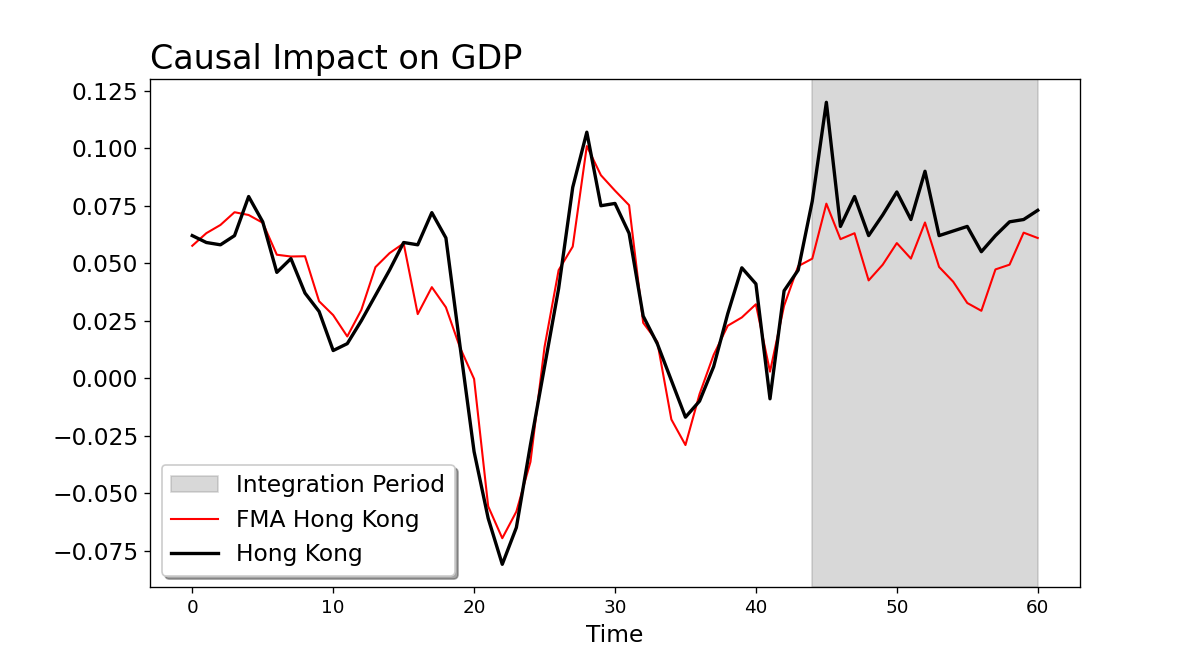 Causal Impact on GDP
0.125
0.100
0.075
0.050
0.025
0.000
−0.025
−0.050
−0.075
Integration Period
FMA Hong Kong
Hong Kong
0 10 20 30 40 50 60
Time